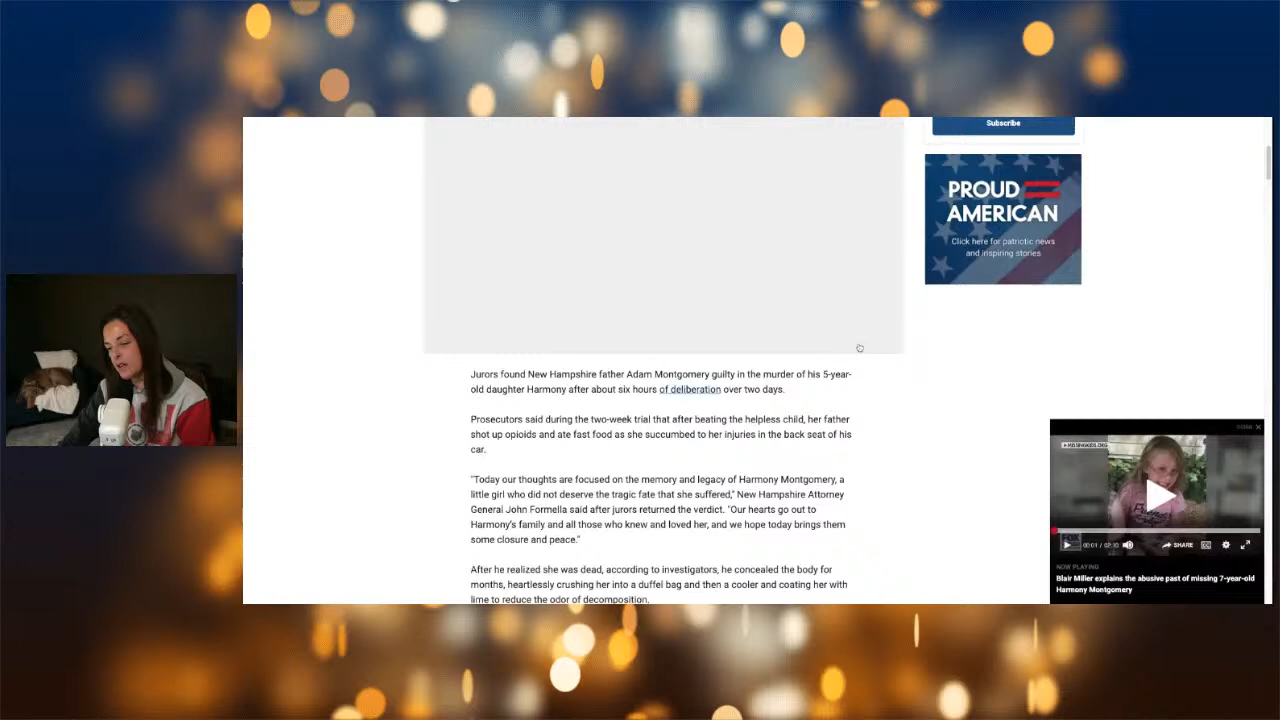 Subscribe
PROUD
AMERICAN
Click here for patriotic news
and inspiring stories
Jurors found New Hampshire father Adam Montgomery guilty in the murder of his 5-year-
old daughter Harmony after about six hours of deliberation over two days.
Prosecutors said during the two-week trial that after beating the helpless child, her father
shot up opioids and ate fast food as she succumbed to her injuries in the back seat of his
car.
"Today our thoughts are focused on the memory and legacy of Harmony Montgomery, a
little girl who did not deserve the tragic fate that she suffered," New Hampshire Attorney
General John Formella said after jurors returned the verdict. "Our hearts go out to
Harmony's family and all those who knew and loved her, and we hope today brings them
some closure and peace."
After he realized she was dead, according to investigators, he concealed the body for
months, heartlessly crushing her into a duffel bag and then a cooler and coating her with
lime to reduce the odor of decomposition.
MISSINGKIDS.ORG
FOX
00:01 / 02:10
SHARE
NOW PLAYING
Blair Miller explains the abusive past of missing 7-year-old
Harmony Montgomery